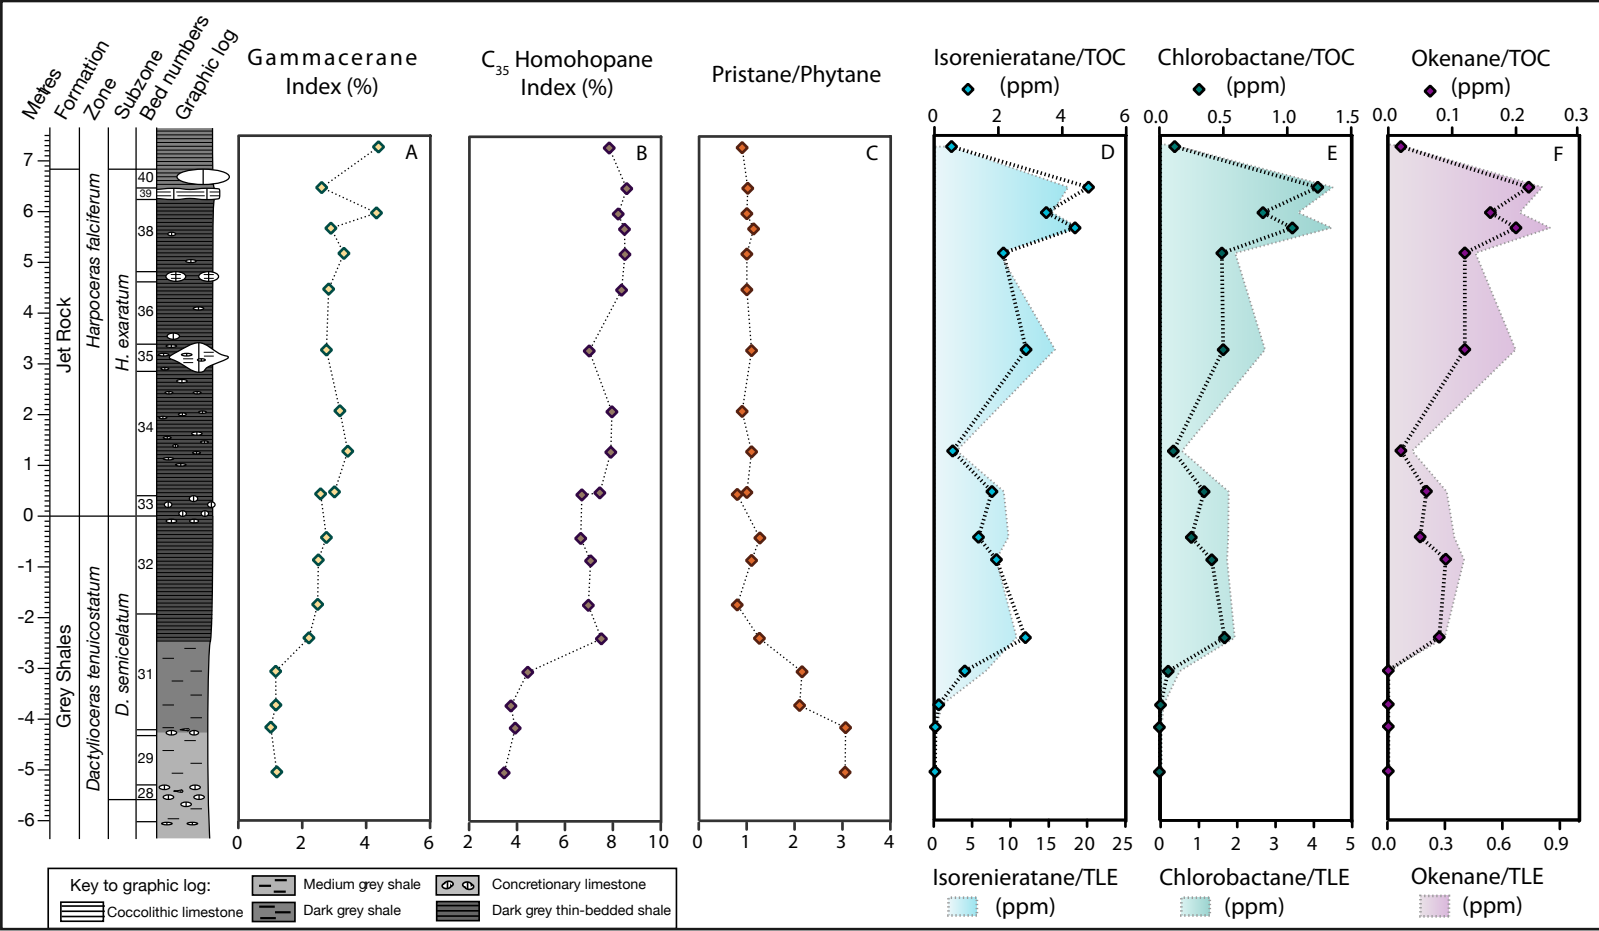 Metres
Formation
Zone
Subzone
Bed numbers
Graphic log
Gammacerane
Index (%)
C35 Homohopane
Index (%)
Pristane/Phytane
Isorenieratane/TOC
(ppm)
Chlorobactane/TOC
(ppm)
Okenane/TOC
(ppm)
0 2 4 6
0.0 0.5 1.0 1.5
0.0 0.1 0.2 0.3
A
B
C
D
E
F
7
6
5
4
3
2
1
0
-1
-2
-3
-4
-5
-6
Jet Rock
Grey Shales
Harpoceras falciferum
Dactylioceras tenuicostatum
H. exaratum
D. semicelatum
40
39
38
36
35
34
33
32
31
29
28
0 2 4 6
2 4 6 8 10
0 1 2 3 4
0 5 10 15 20 25
0 1 2 3 4 5
0.0 0.3 0.6 0.9
Isorenieratane/TLE
(ppm)
Chlorobactane/TLE
(ppm)
Okenane/TLE
(ppm)
Key to graphic log:
Coccolithic limestone
Medium grey shale
Dark grey shale
Concretionary limestone
Dark grey thin-bedded shale